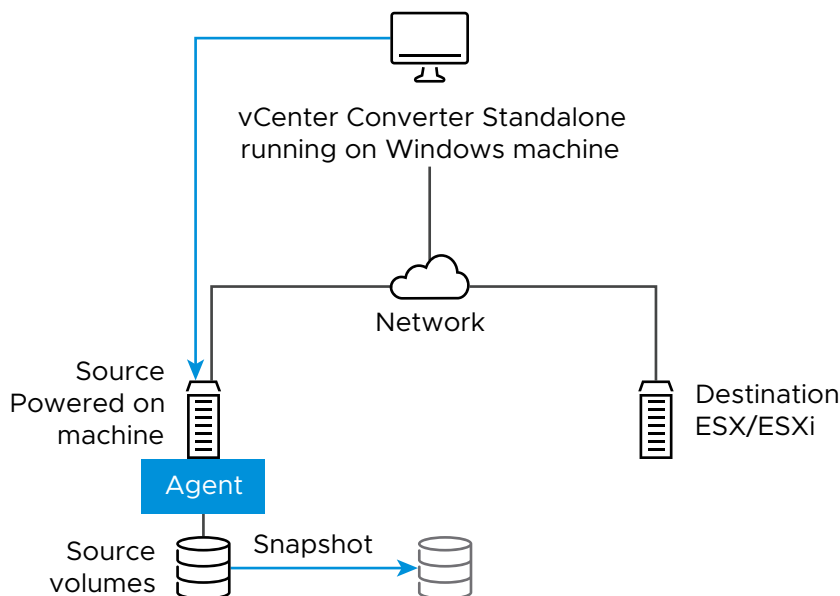 vCenter Converter Standalone
running on Windows machine
Network
Source
Powered on
machine
Destination
ESX/ESXi
Agent
Snapshot
Source
volumes